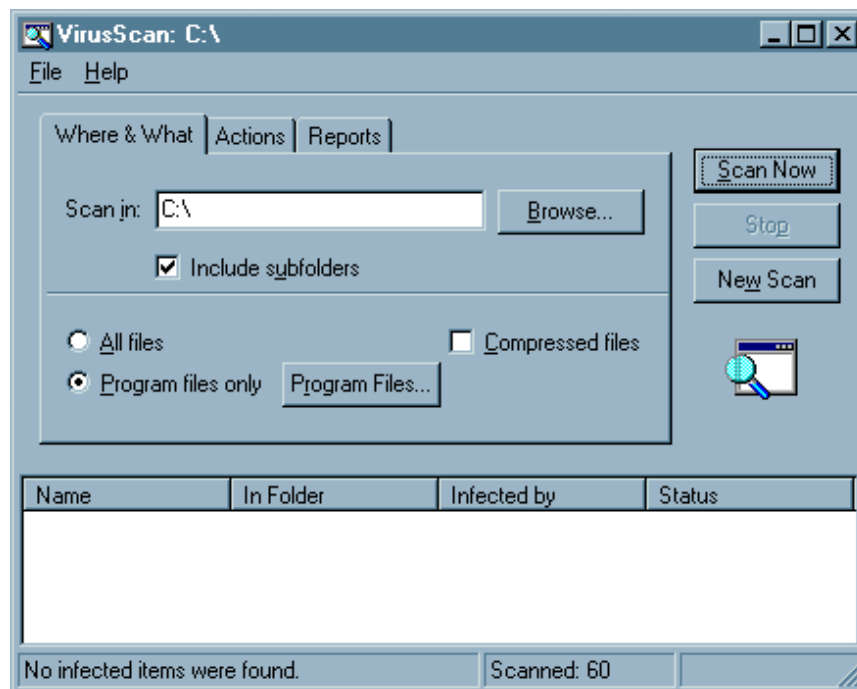 VirusScan: C:\
File Help
Where & What Actions Reports
Scan in: C:\ Browse...
Include subfolders
All files Compressed files
Program files only Program Files...
Scan Now
Stop
New Scan
Name In Folder Infected by Status
No infected items were found. Scanned: 60